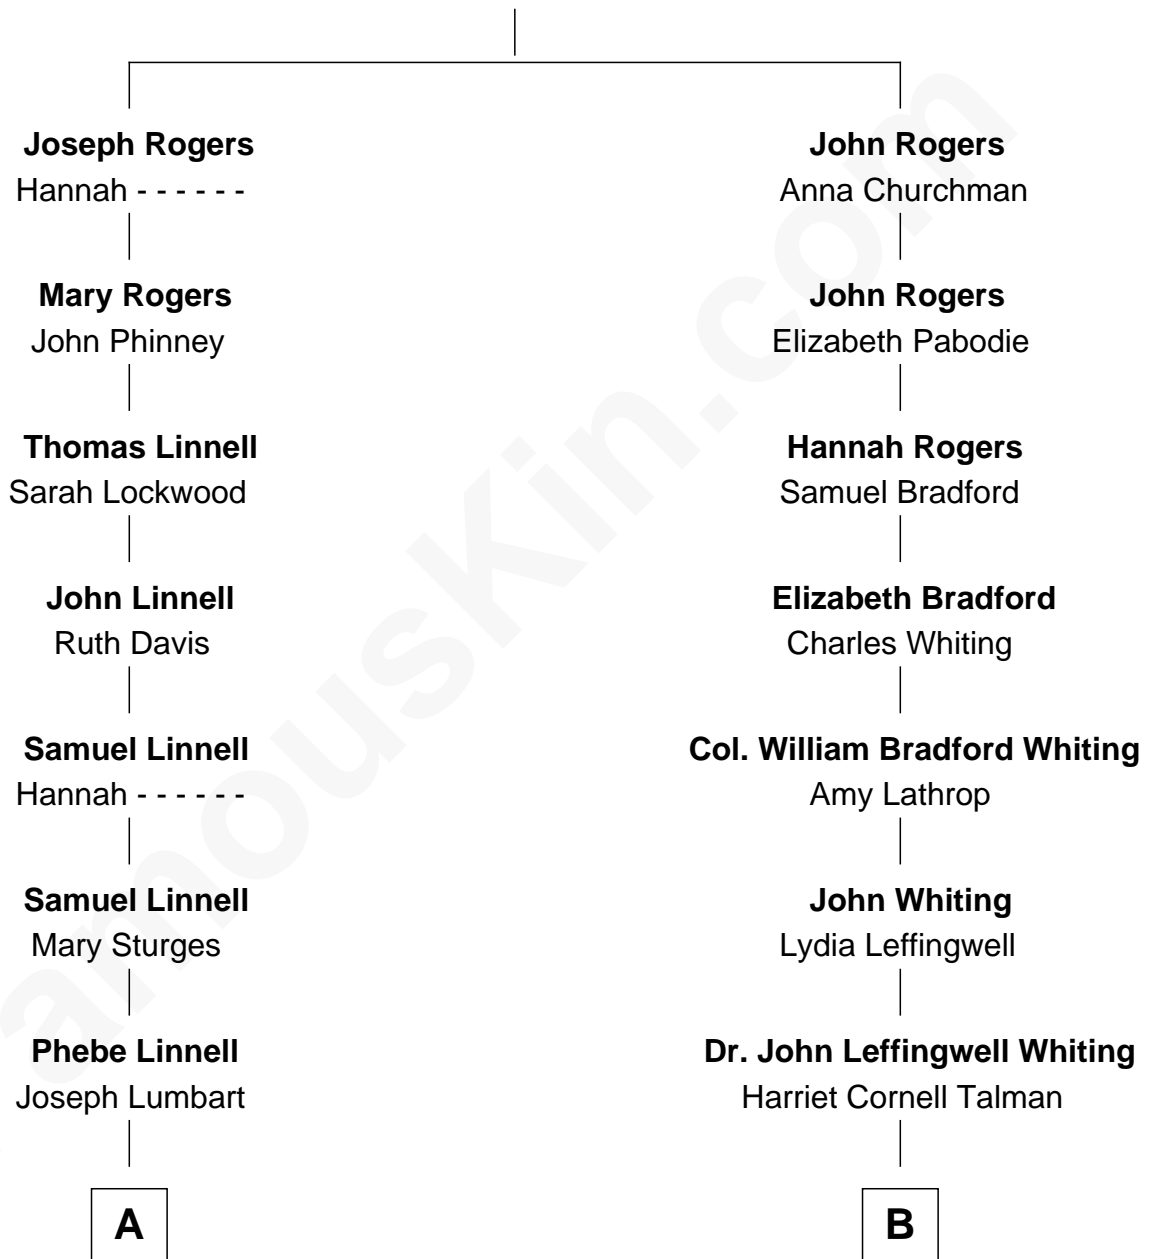 Joseph Rogers
Hannah - - - - - -
John Rogers
Anna Churchman
Mary Rogers
John Phinney
John Rogers
Elizabeth Pabodie
Thomas Linnell
Sarah Lockwood
Hannah Rogers
Samuel Bradford
John Linnell
Ruth Davis
Elizabeth Bradford
Charles Whiting
Samuel Linnell
Hannah - - - - - -
Col. William Bradford Whiting
Amy Lathrop
Samuel Linnell
Mary Sturges
John Whiting
Lydia Leffingwell
Phebe Linnell
Joseph Lumbart
Dr. John Leffingwell Whiting
Harriet Cornell Talman
A
B
amousKin.com